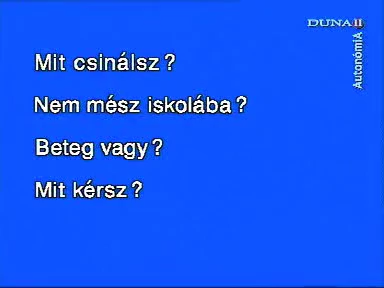 DUNA II
Autonómia
Mit csinálsz?
Nem mész iskolába?
Beteg vagy?
Mit kérsz?